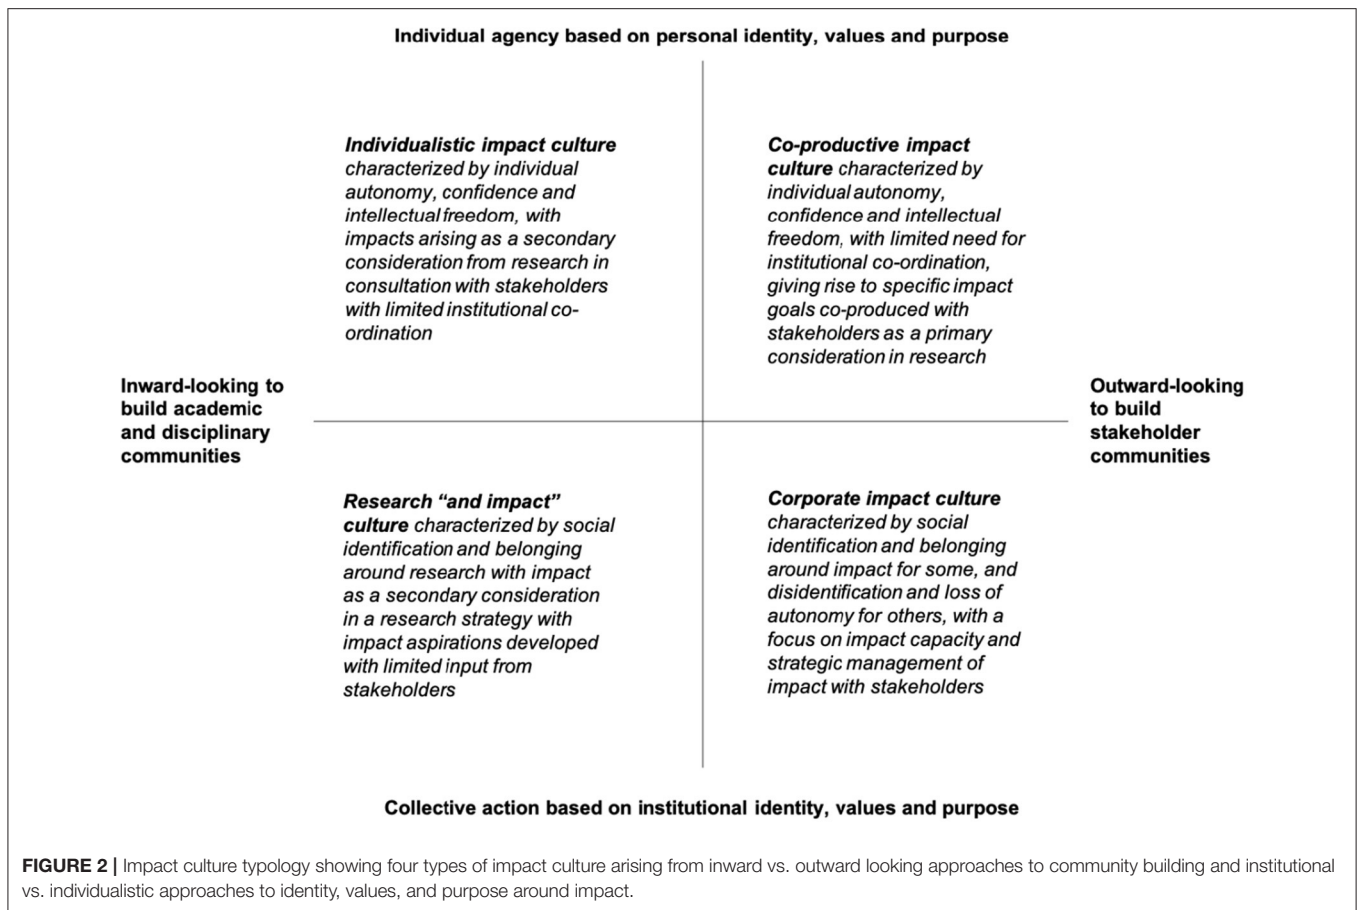 Individual agency based on personal identity, values and purpose
Individualistic impact culture
characterized by individual
autonomy, confidence and
intellectual freedom, with
impacts arising as a secondary
consideration from research in
consultation with stakeholders
with limited institutional co-
ordination
Co-productive impact
culture characterized by
individual autonomy,
confidence and intellectual
freedom, with limited need for
institutional co-ordination,
giving rise to specific impact
goals co-produced with
stakeholders as a primary
consideration in research
Inward-looking to
build academic
and disciplinary
communities
Outward-looking
to build
stakeholder
communities
Research “and impact”
culture characterized by social
identification and belonging
around research with impact
as a secondary consideration
in a research strategy with
impact aspirations developed
with limited input from
stakeholders
Corporate impact culture
characterized by social
identification and belonging
around impact for some, and
disidentification and loss of
autonomy for others, with a
focus on impact capacity and
strategic management of
impact with stakeholders
Collective action based on institutional identity, values and purpose
FIGURE 2 | Impact culture typology showing four types of impact culture arising from inward vs. outward looking approaches to community building and institutional
vs. individualistic approaches to identity, values, and purpose around impact.